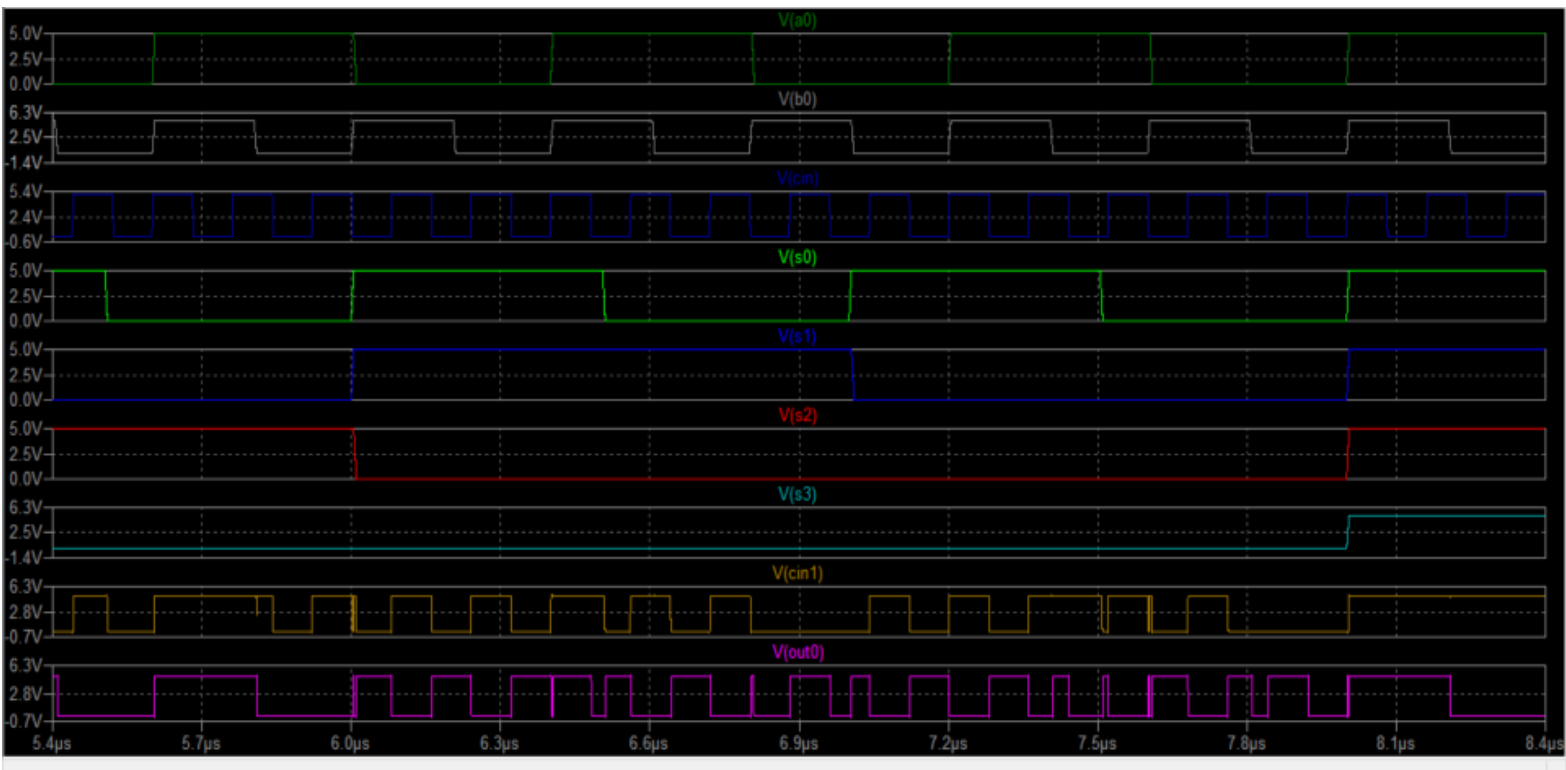 V(a0)
5.0V
2.5V
0.0V
V(b0)
6.3V
2.5V
-1.4V
V(cin)
5.4V
2.4V
-0.6V
V(s0)
5.0V
2.5V
0.0V
V(s1)
5.0V
2.5V
0.0V
V(s2)
5.0V
2.5V
0.0V
V(s3)
6.3V
2.5V
-1.4V
V(cin1)
6.3V
2.8V
-0.7V
V(out0)
6.3V
2.8V
-0.7V
5.4µs 5.7µs 6.0µs 6.3µs 6.6µs 6.9µs 7.2µs 7.5µs 7.8µs 8.1µs 8.4µs